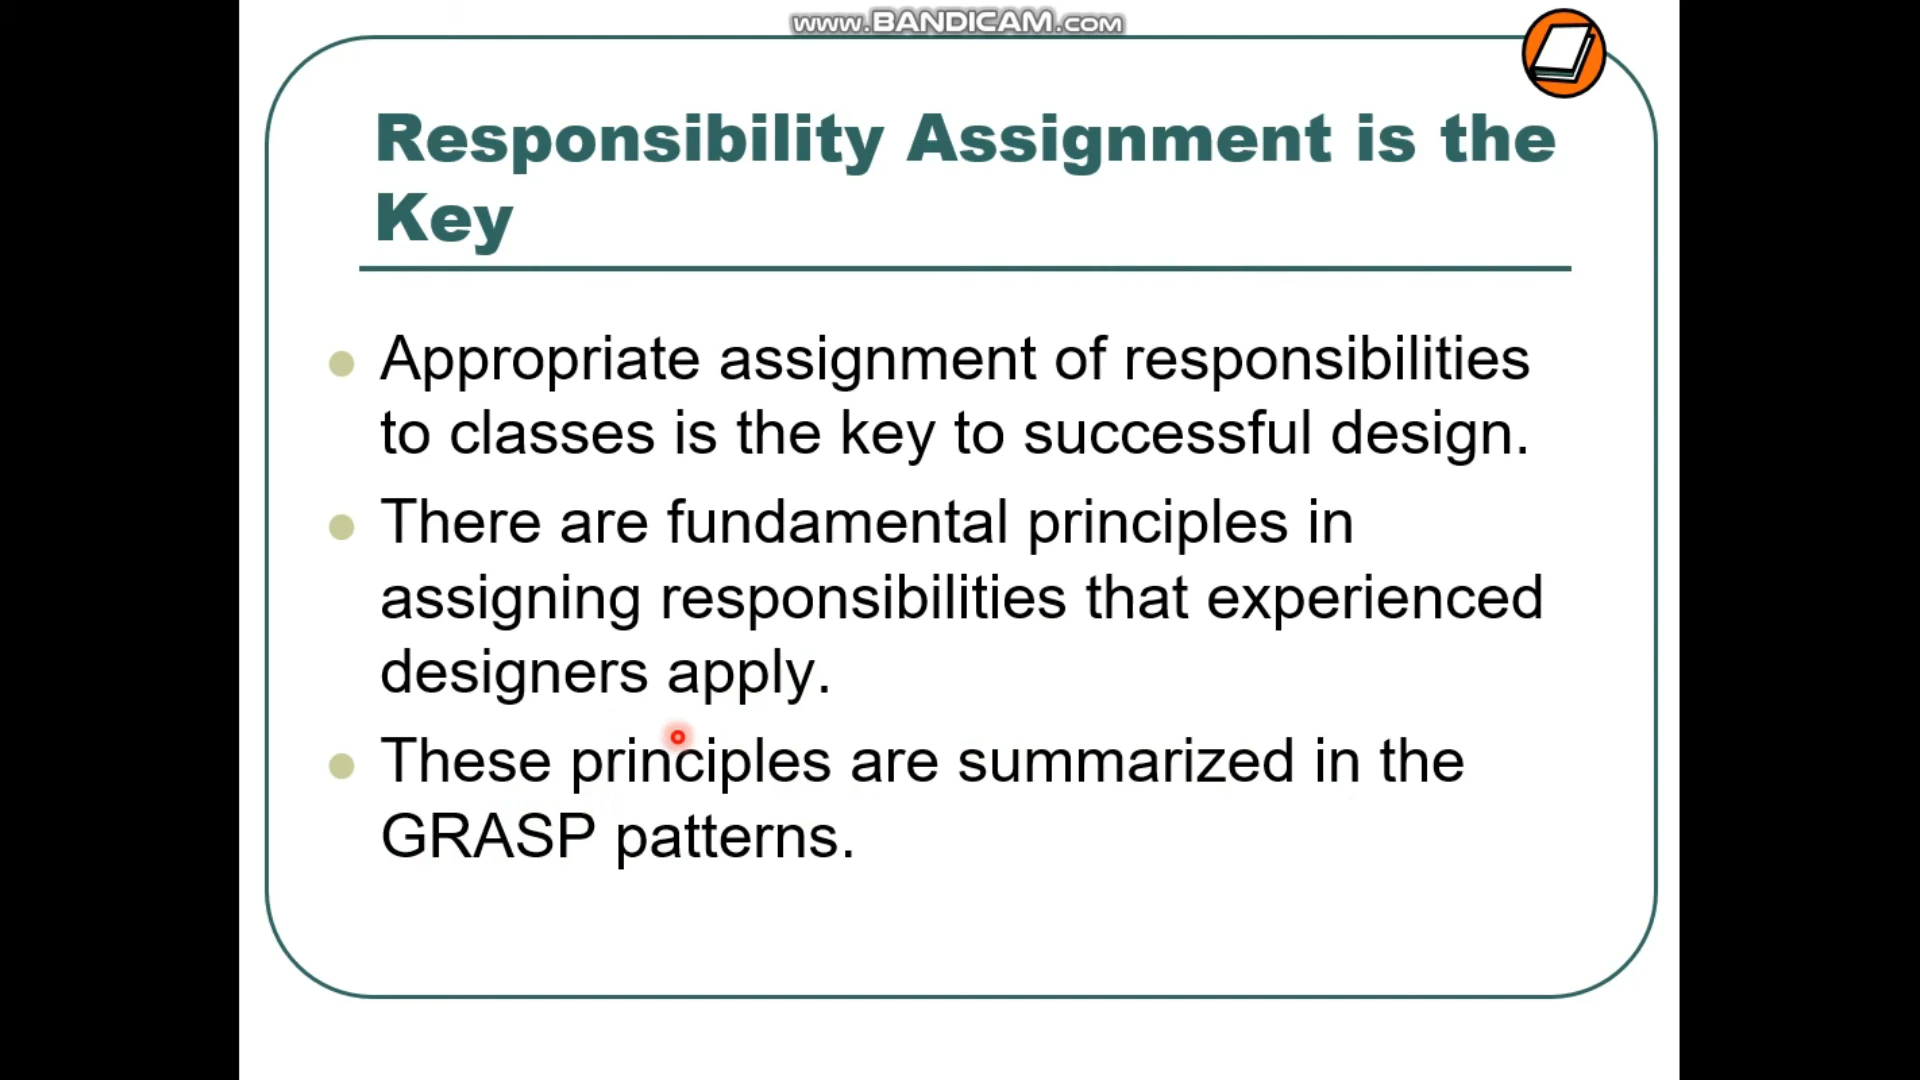 www.BANDICAM.com
Responsibility Assignment is the
Key
Appropriate assignment of responsibilities
to classes is the key to successful design.
There are fundamental principles in
assigning responsibilities that experienced
designers apply.
These principles are summarized in the
GRASP patterns.